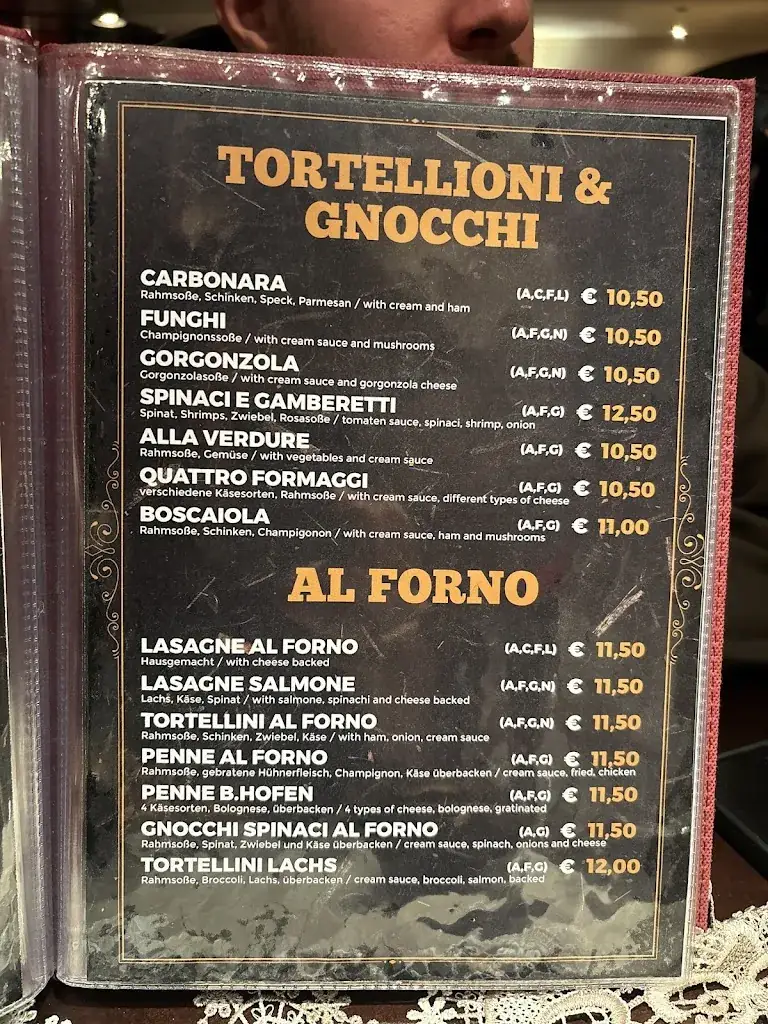 TORTELLIONI &
GNOCCHI
CARBONARA (A,C,F,L) € 10,50
Rahmsoße, Schinken, Speck, Parmesan / with cream and ham
FUNGHI (A,F,G,N) € 10,50
Champignonssoße / with cream sauce and mushrooms
GORGONZOLA (A,F,G,N) € 10,50
Gorgonzolasoße / with cream sauce and gorgonzola cheese
SPINACI E GAMBERETTI (A,F,G) € 12,50
Spinat, Shrimps, Zwiebel, Rosasoße / tomaten sauce, spinaci, shrimp, onion
ALLA VERDURE (A,F,G) € 10,50
Rahmsoße, Gemüse / with vegetables and cream sauce
QUATTRO FORMAGGI (A,F,G) € 10,50
verschiedene Käsesorten, Rahmsoße / with cream sauce, different types of cheese
BOSCAIOLA (A,F,G) € 11,00
Rahmsoße, Schinken, Champigonon / with cream sauce, ham and mushrooms
AL FORNO
LASAGNE AL FORNO (A,C,F,L) € 11,50
Hausgemacht / with cheese backed
LASAGNE SALMONE (A,F,G,N) € 11,50
Lachs, Käse, Spinat / with salmone, spinachi and cheese backed
TORTELLINI AL FORNO (A,F,G,N) € 11,50
Rahmsoße, Schinken, Zwiebel, Käse / with ham, onion, cream sauce
PENNE AL FORNO (A,F,G) € 11,50
Rahmsoße, gebratene Hühnerfleisch, Champignon, Käse überbacken / cream sauce, fried, chicken
PENNE B.HOFEN (A,F,G) € 11,50
4 Käsesorten, Bolognese, überbacken / 4 types of cheese, bolognese, gratinated
GNOCCHI SPINACI AL FORNO (A,G) € 11,50
Rahmsoße, Spinat, Zwiebel und Käse überbacken / cream sauce, spinach, onions and cheese
TORTELLINI LACHS (A,F,G) € 12,00
Rahmsoße, Broccoli, Lachs, überbacken / cream sauce, broccoli, salmon, backed